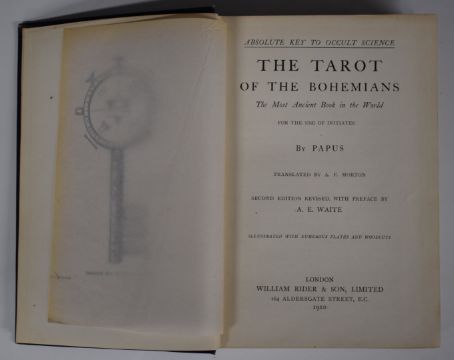 ABSOLUTE KEY TO OCCULT SCIENCE
THE TAROT
OF THE BOHEMIANS
The Most Ancient Book in the World
FOR THE USE OF INITIATES
By PAPUS
TRANSLATED BY A. P. MORTON
SECOND EDITION REVISED, WITH PREFACE BY
A. E. WAITE
ILLUSTRATED WITH NUMEROUS PLATES AND WOODCUTS
LONDON
WILLIAM RIDER & SON, LIMITED
164 ALDERSGATE STREET, E.C.